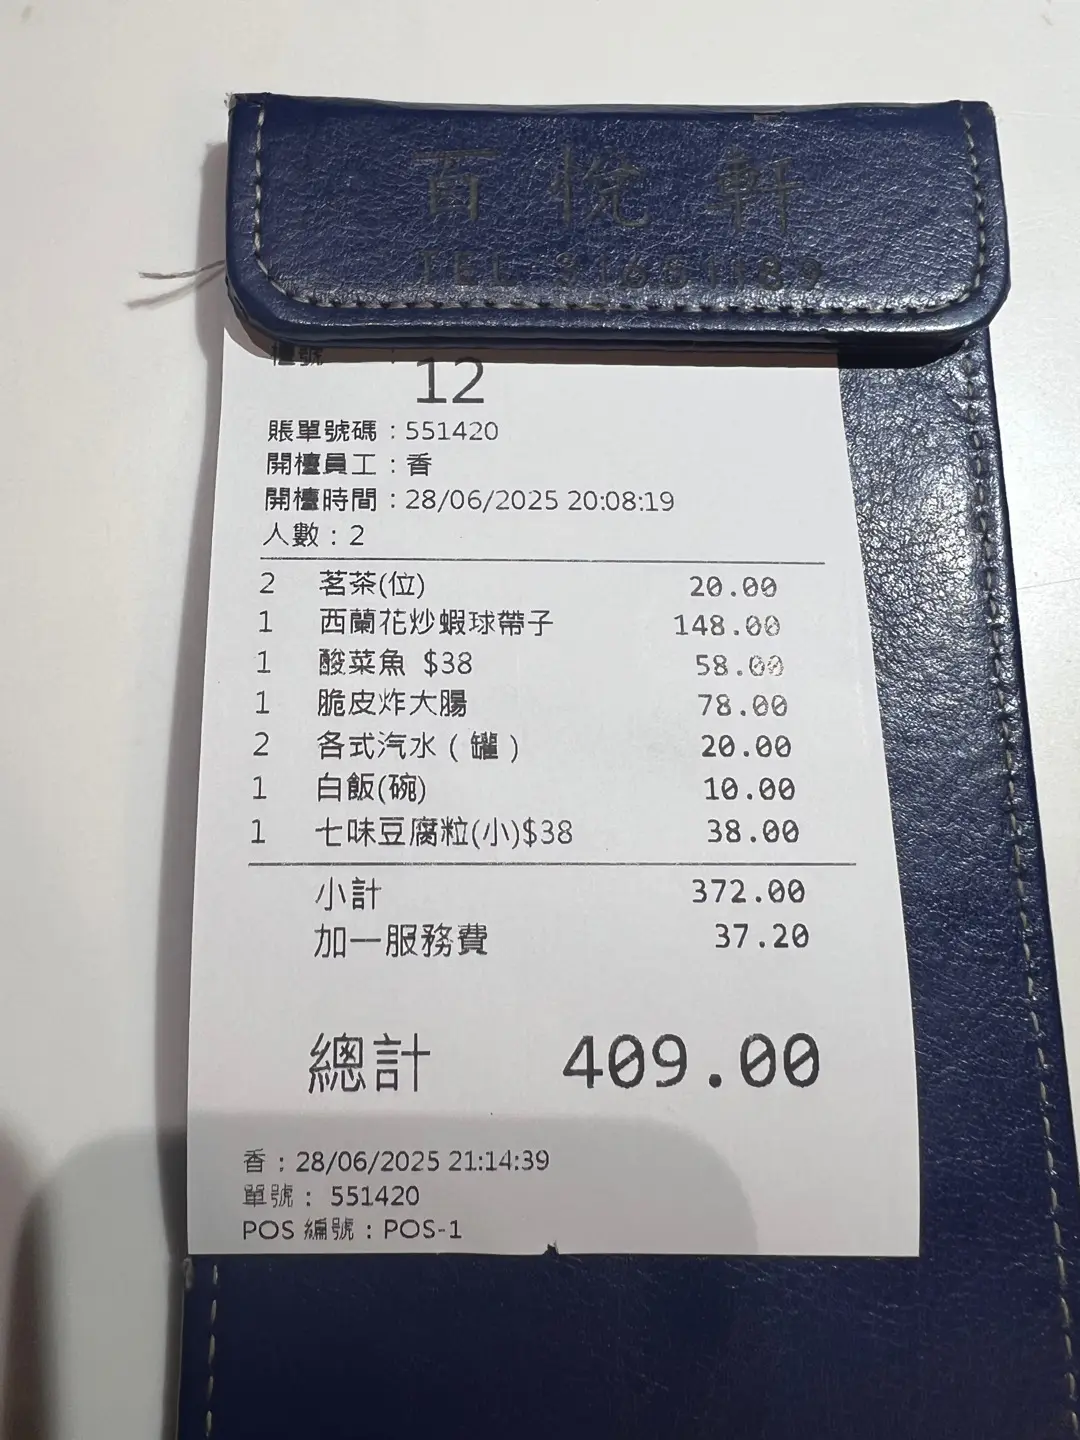 百悅軒
TEL 31651189
檯號 :
12
賬單號碼 : 551420
開檯員工 : 香
開檯時間 : 28/06/2025 20:08:19
人數 : 2
2 茗茶(位) 20.00
1 西蘭花炒蝦球帶子 148.00
1 酸菜魚 $38 58.00
1 脆皮炸大腸 78.00
2 各式汽水 ( 罐 ) 20.00
1 白飯(碗) 10.00
1 七味豆腐粒(小)$38 38.00
小計 372.00
加一服務費 37.20
總計 409.00
香 : 28/06/2025 21:14:39
單號 : 551420
POS 編號 : POS-1